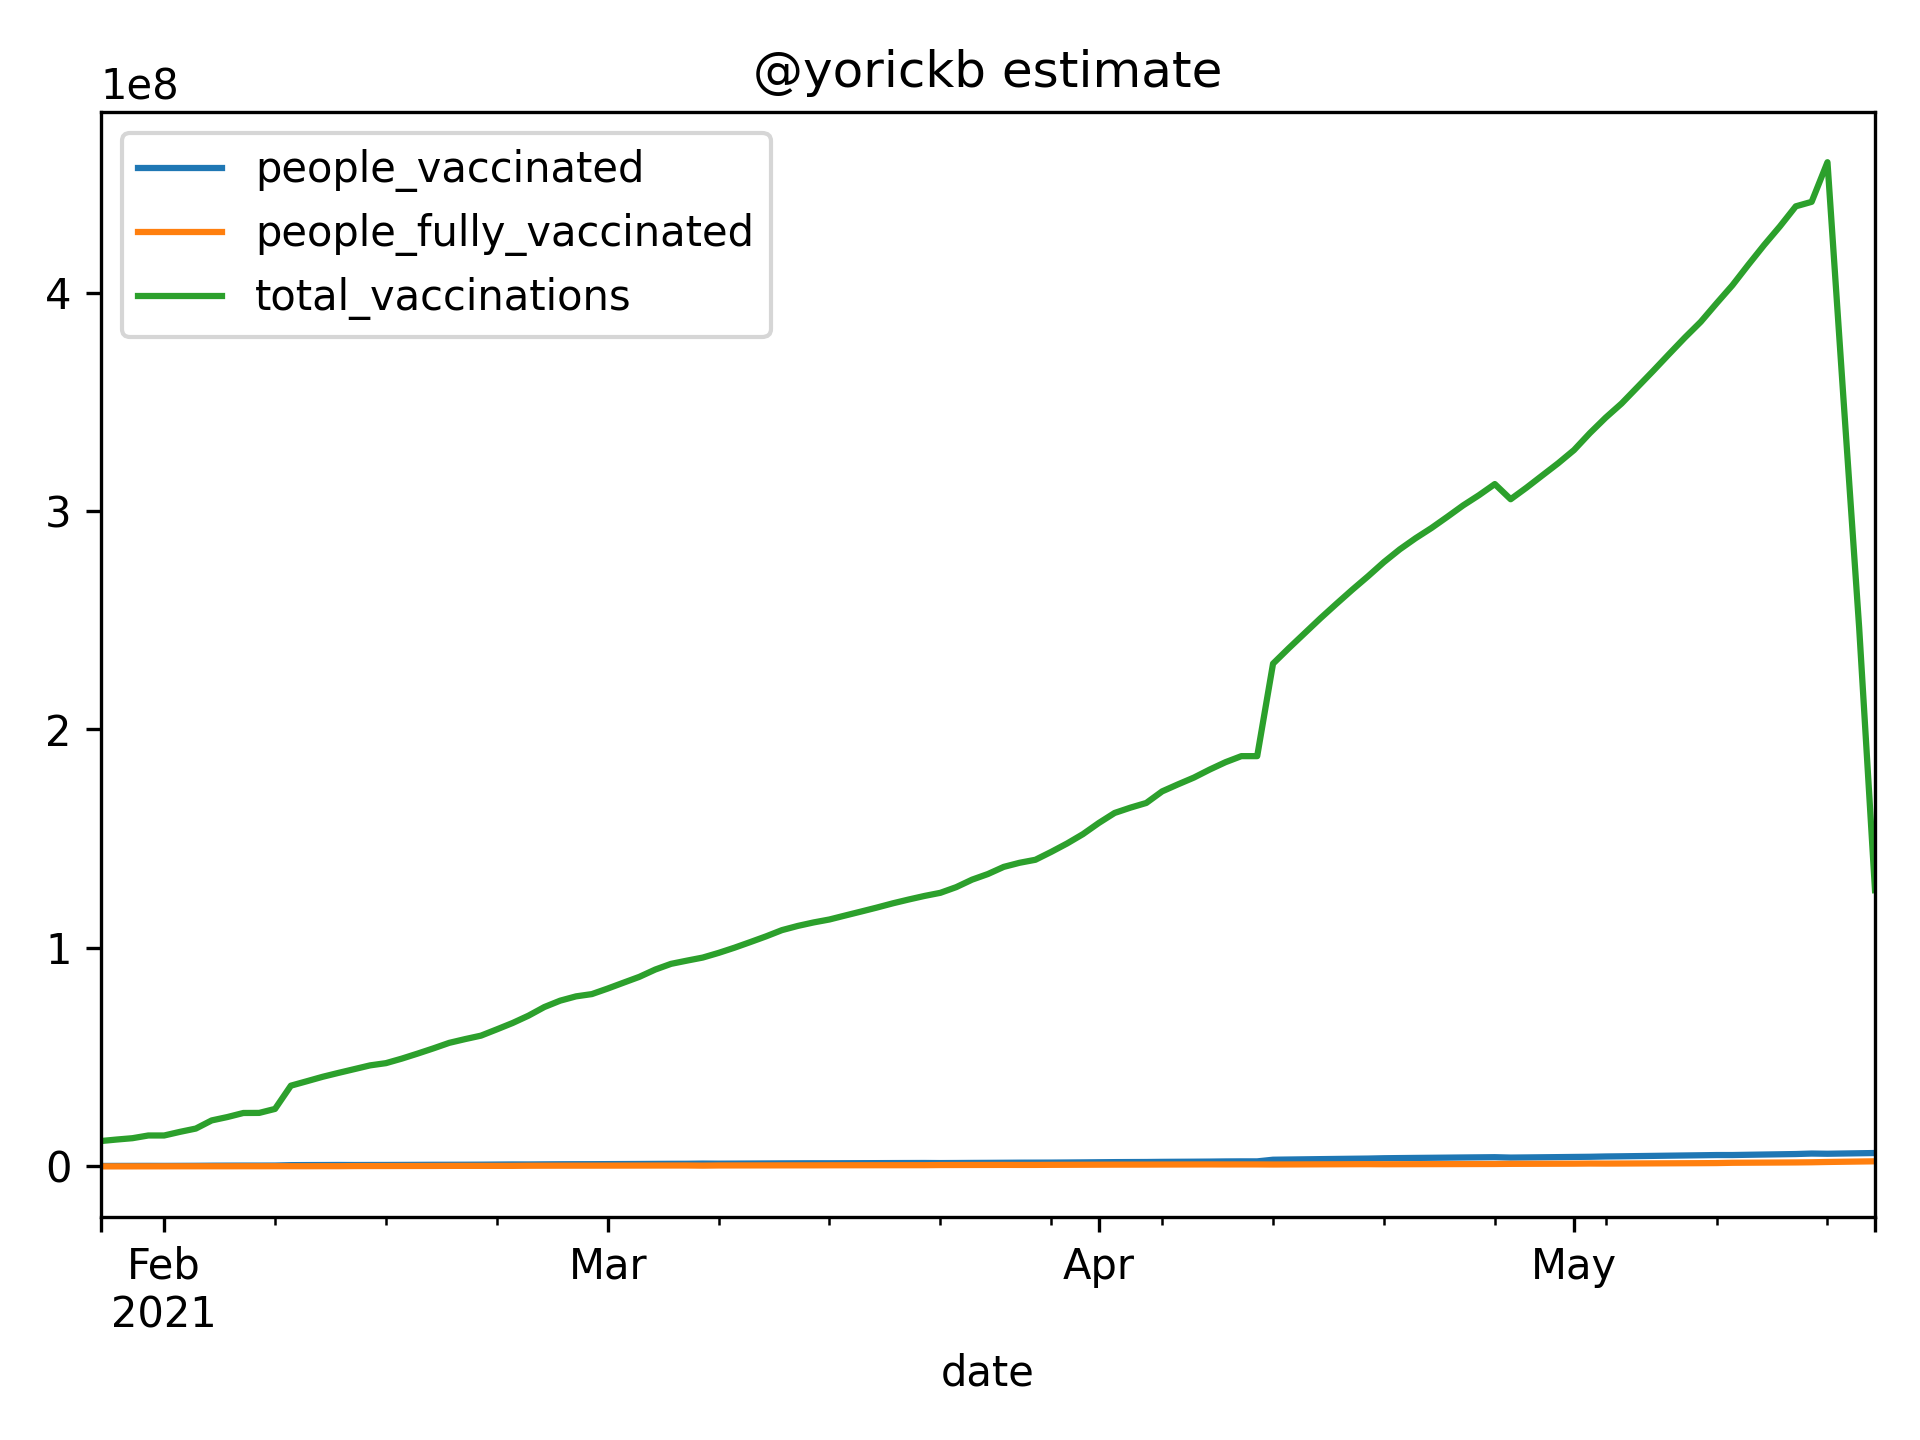 @yorickb estimate
1e8
people_vaccinated
people_fully_vaccinated
total_vaccinations
4
3
2
1
0
Feb
2021
Mar
Apr
May
date